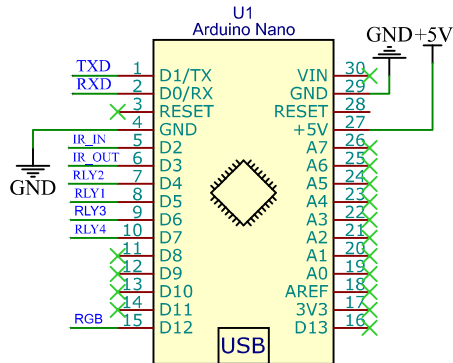 U1
Arduino Nano
GND +5V
TXD 1 D1/TX VIN 30
RXD 2 D0/RX GND 29
3 RESET RESET 28
4 GND +5V 27
IR_IN 5 D2 A7 26
IR_OUT 6 D3 A6 25
RLY2 7 D4 A5 24
RLY1 8 D5 A4 23
RLY3 9 D6 A3 22
RLY4 10 D7 A2 21
11 D8 A1 20
12 D9 A0 19
13 D10 AREF 18
14 D11 3V3 17
RGB 15 D12 D13 16
GND
USB